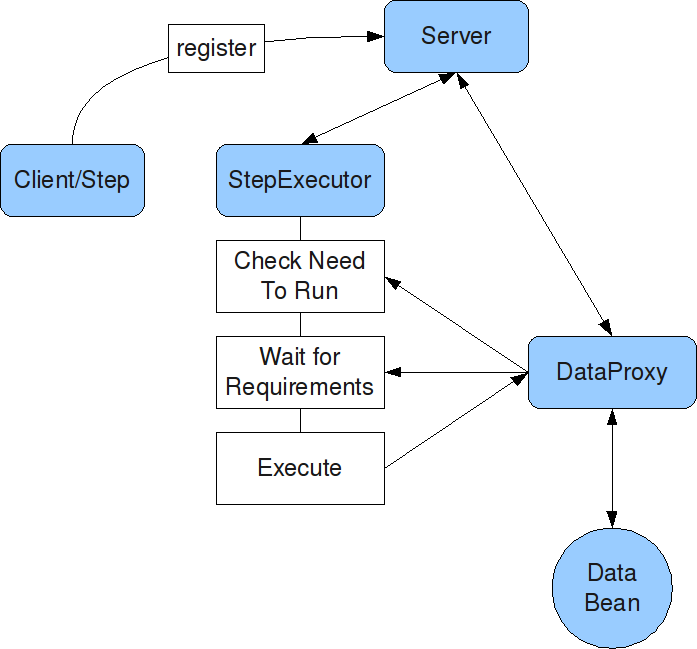 Server
register
Client/Step
StepExecutor
Check Need
To Run
Wait for
Requirements
DataProxy
Execute
Data
Bean